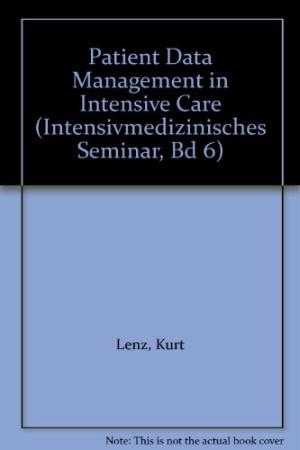 Patient Data
Management in
Intensive Care
(Intensivmedizinisches
Seminar, Bd 6)
Lenz, Kurt
Note: This is not the actual book cover